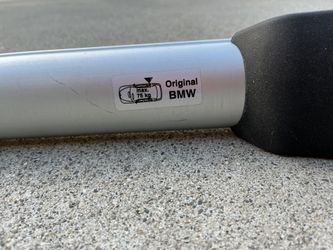 max.
75 kg
Original
BMW